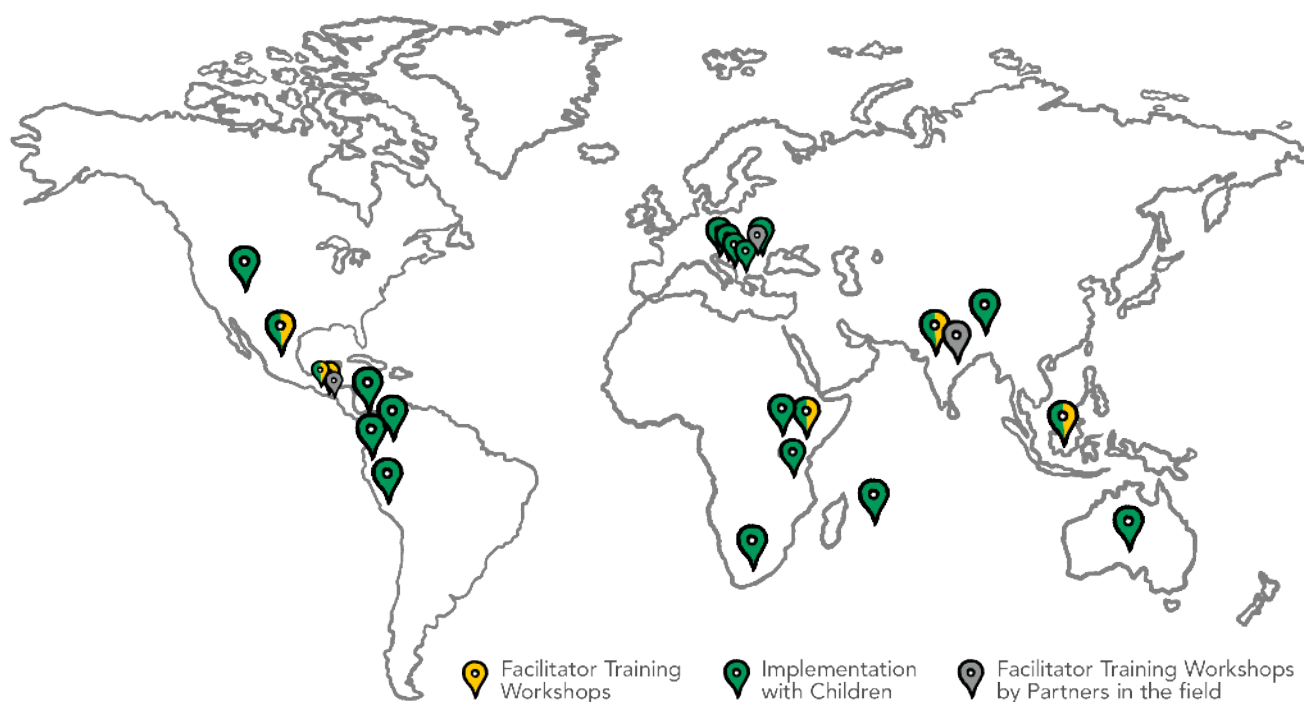 Facilitator Training
Workshops
Implementation
with Children
Facilitator Training Workshops
by Partners in the field